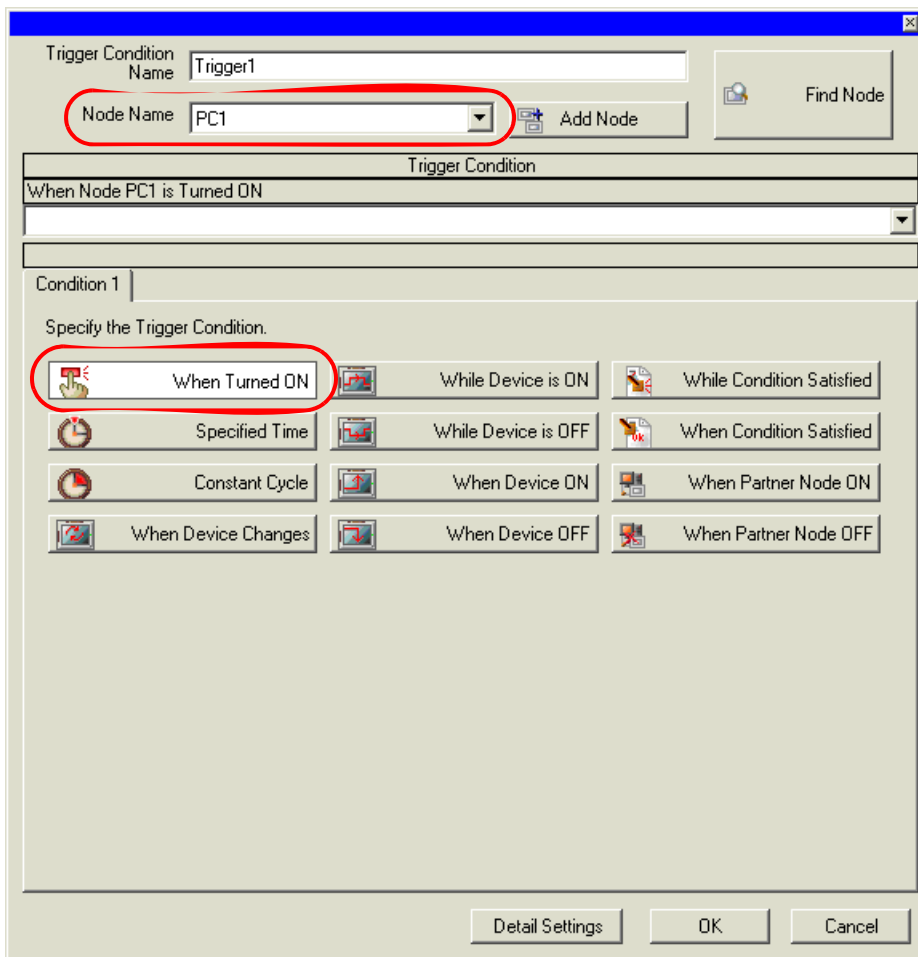 Trigger Condition
Name
Trigger1
Find Node
Node Name
PC1
Add Node
Trigger Condition
When Node PC1 is Turned ON
Condition 1
Specify the Trigger Condition.
When Turned ON
While Device is ON
While Condition Satisfied
Specified Time
While Device is OFF
When Condition Satisfied
Constant Cycle
When Device ON
When Partner Node ON
When Device Changes
When Device OFF
When Partner Node OFF
Detail Settings
OK
Cancel